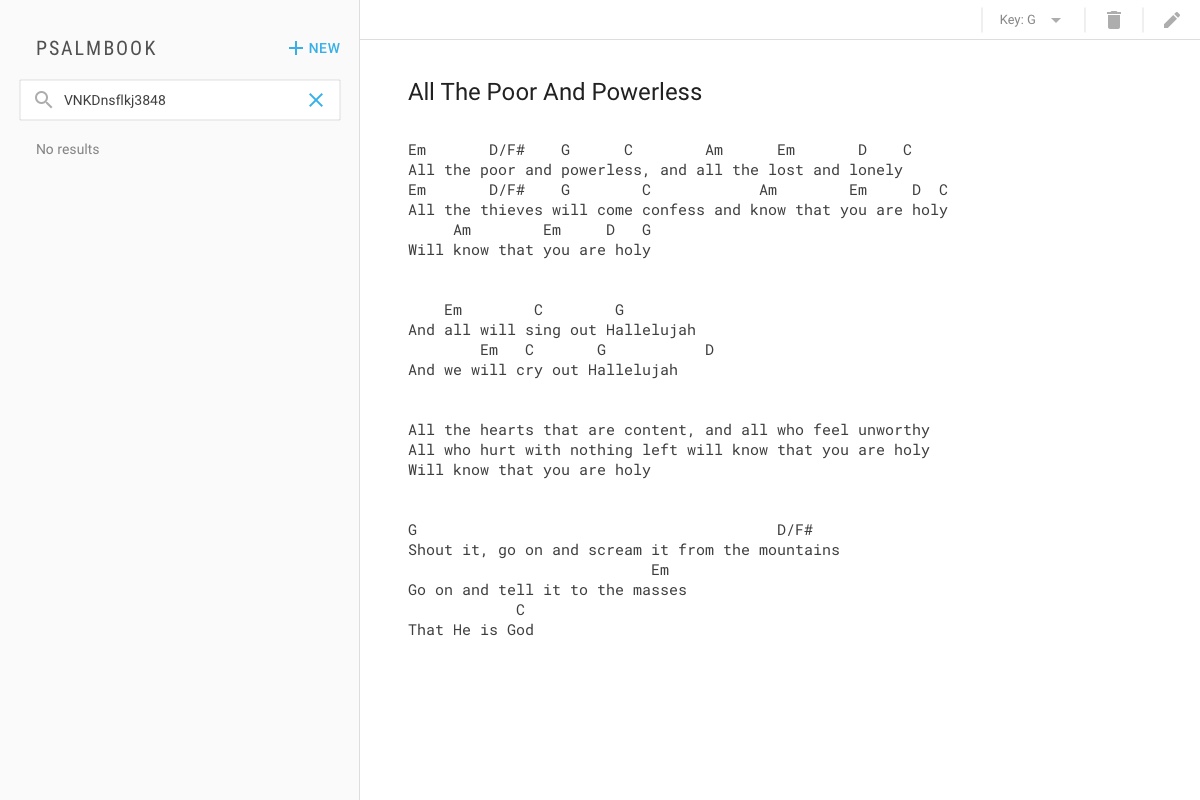 PSALMBOOK
NEW
VNKDnsflkj3848
No results
Key: G
All The Poor And Powerless
Em       D/F#    G      C        Am      Em       D    C
All the poor and powerless, and all the lost and lonely
Em       D/F#    G        C            Am        Em     D  C
All the thieves will come confess and know that you are holy
     Am        Em     D   G
Will know that you are holy
    Em        C        G
And all will sing out Hallelujah
        Em   C       G           D
And we will cry out Hallelujah
All the hearts that are content, and all who feel unworthy
All who hurt with nothing left will know that you are holy
Will know that you are holy
G                                        D/F#
Shout it, go on and scream it from the mountains
                           Em
Go on and tell it to the masses
            C
That He is God